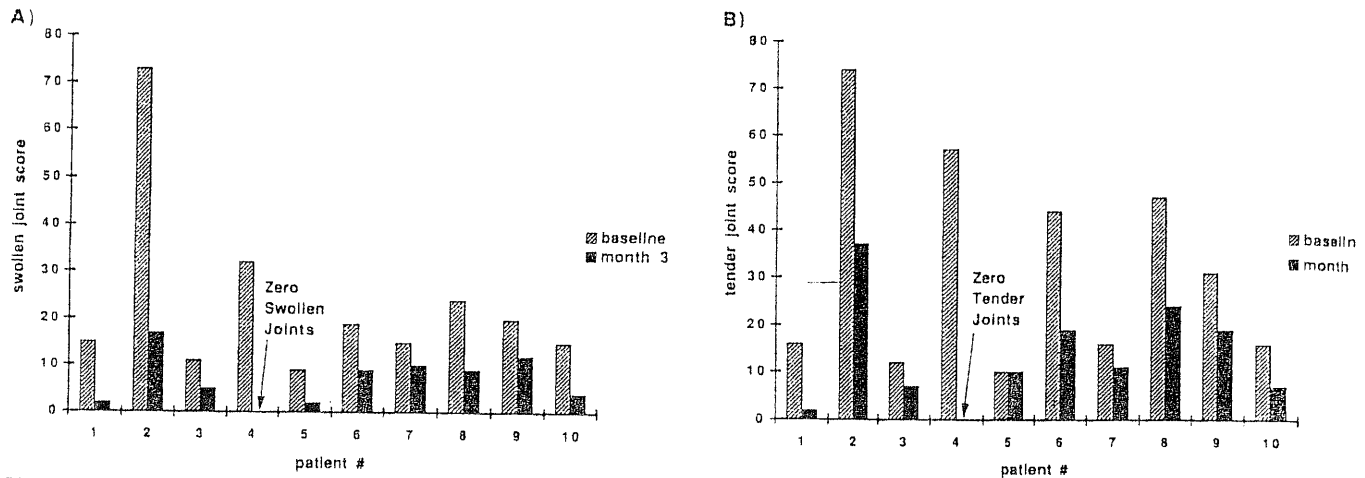 A)
80
70
60
50
40
30
20
10
0
swollen joint score
Zero
Swollen
Joints
baseline
month 3
1 2 3 4 5 6 7 8 9 10
patient #
B)
80
70
60
50
40
30
20
10
0
tender joint score
Zero
Tender
Joints
baselin
month
1 2 3 4 5 6 7 8 9 10
patient #